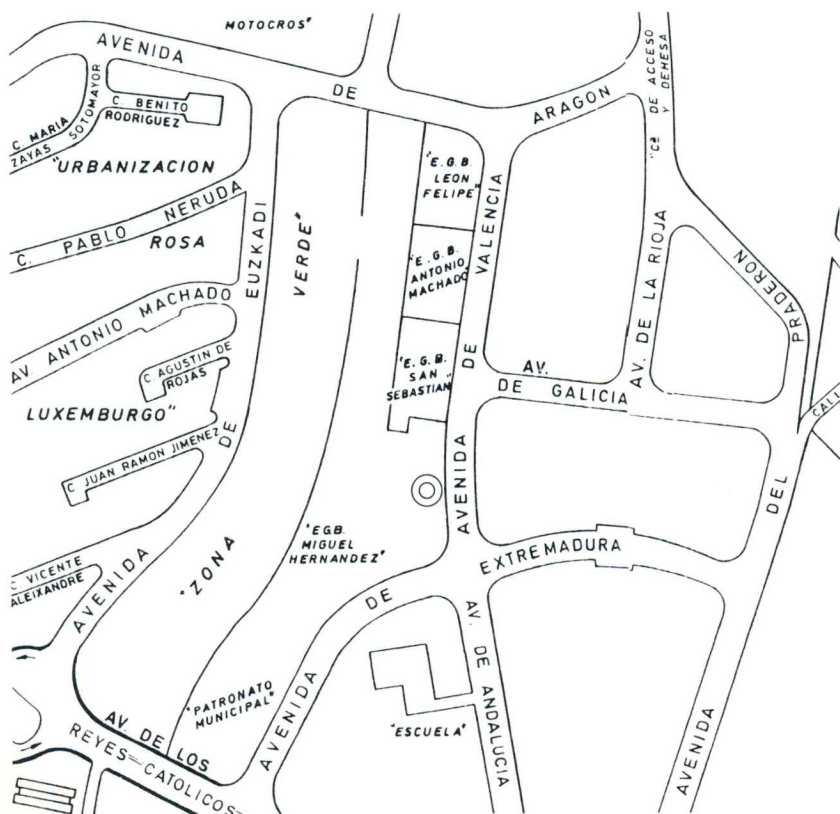 MOTOCROS"
AVENIDA DE ARAGON
"Cª DE ACCESO
Y DEHESA
C. MARIA
ZAYAS SOTOMAYOR
C. BENITO
RODRIGUEZ
"URBANIZACION
ROSA
LUXEMBURGO"
C. PABLO NERUDA
AV. ANTONIO MACHADO
C. AGUSTIN DE
ROJAS
C. JUAN RAMON JIMENEZ
C. VICENTE
ALEIXANDRE
AVENIDA DE EUZKADI
"ZONA VERDE"
"E.G.B.
LEON
FELIPE"
"E.G.B.
ANTONIO
MACHADO"
"E.G.B.
SAN
SEBASTIAN"
AVENIDA DE VALENCIA
AV.
DE GALICIA
AV. DE LA RIOJA
PRADERON
CALL
"EGB.
MIGUEL
HERNANDEZ"
AVENIDA DE EXTREMADURA
AV. DE ANDALUCIA
AVENIDA DEL
"PATRONATO
MUNICIPAL"
"ESCUELA"
AV. DE LOS
REYES CATOLICOS